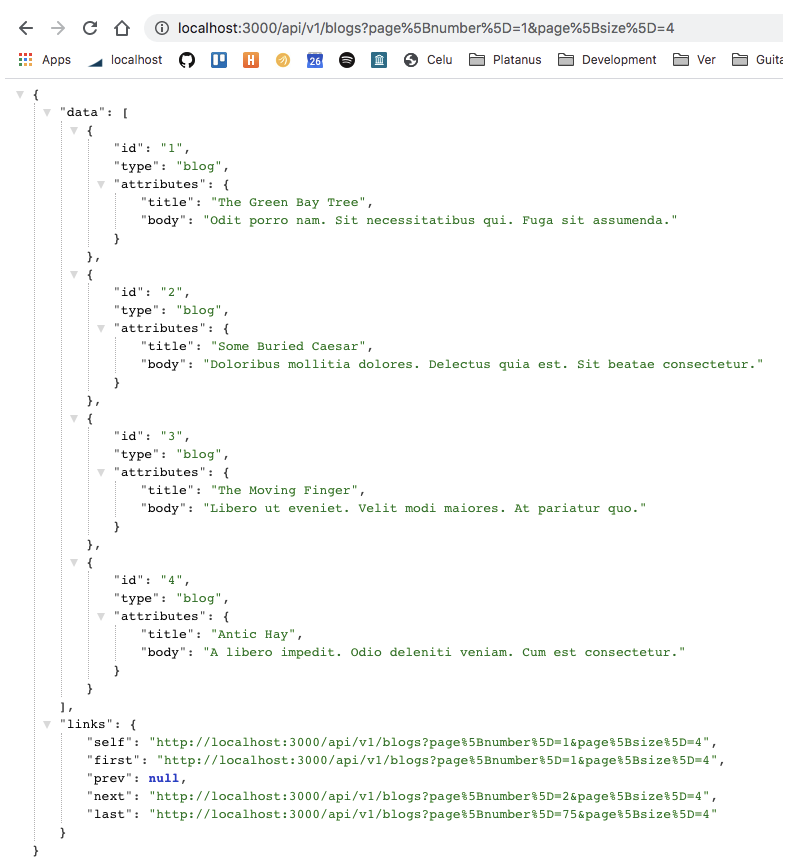 localhost:3000/api/v1/blogs?page%5Bnumber%5D=1&page%5Bsize%5D=4
Apps localhost H 26 Celu Platanus Development Ver Guita
{
"data": [
{
"id": "1",
"type": "blog",
"attributes": {
"title": "The Green Bay Tree",
"body": "Odit porro nam. Sit necessitatibus qui. Fuga sit assumenda."
}
},
{
"id": "2",
"type": "blog",
"attributes": {
"title": "Some Buried Caesar",
"body": "Doloribus mollitia dolores. Delectus quia est. Sit beatae consectetur."
}
},
{
"id": "3",
"type": "blog",
"attributes": {
"title": "The Moving Finger",
"body": "Libero ut eveniet. Velit modi maiores. At pariatur quo."
}
},
{
"id": "4",
"type": "blog",
"attributes": {
"title": "Antic Hay",
"body": "A libero impedit. Odio deleniti veniam. Cum est consectetur."
}
}
],
"links": {
"self": "http://localhost:3000/api/v1/blogs?page%5Bnumber%5D=1&page%5Bsize%5D=4",
"first": "http://localhost:3000/api/v1/blogs?page%5Bnumber%5D=1&page%5Bsize%5D=4",
"prev": null,
"next": "http://localhost:3000/api/v1/blogs?page%5Bnumber%5D=2&page%5Bsize%5D=4",
"last": "http://localhost:3000/api/v1/blogs?page%5Bnumber%5D=75&page%5Bsize%5D=4"
}
}